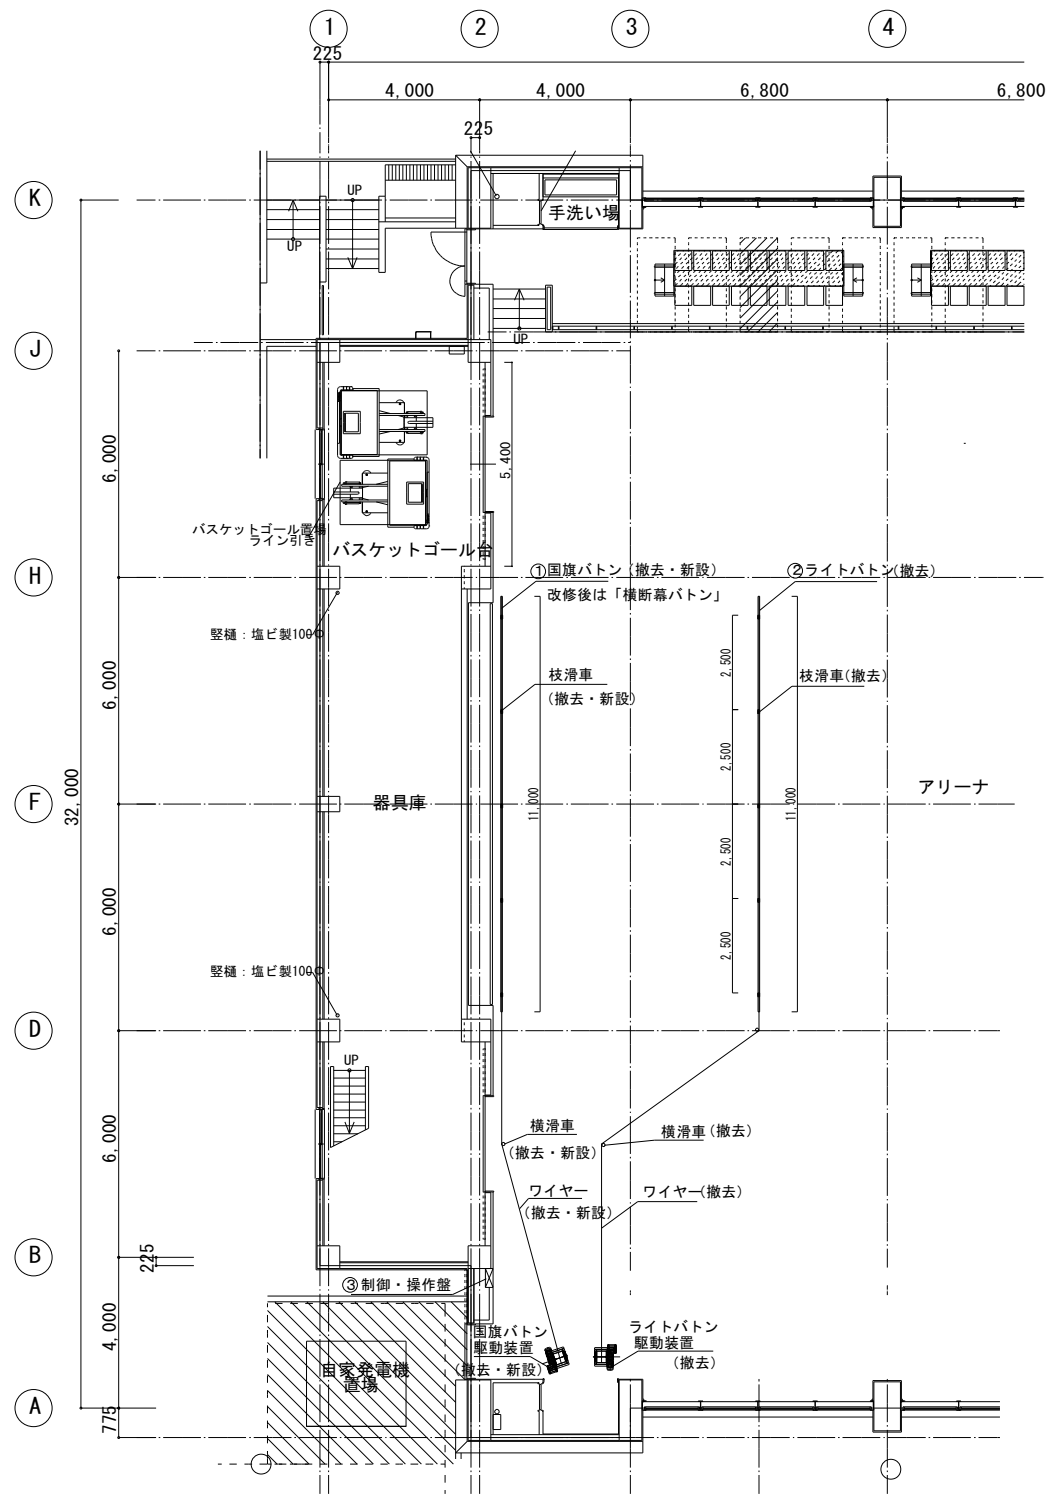 1
2
3
4
225
4,000
4,000
6,800
6,800
225
K
UP
UP
手洗い場
J
UP
6,000
5,400
バスケットゴール置場
ライン引き
バスケットゴール台
H
①国旗バトン（撤去・新設）
改修後は「横断幕バトン」
②ライトバトン(撤去)
竪樋：塩ビ製100
6,000
2,500
枝滑車
(撤去・新設)
枝滑車(撤去)
2,500
32,000
F
器具庫
11,000
11,000
アリーナ
2,500
6,000
2,500
竪樋：塩ビ製100
D
UP
6,000
横滑車
(撤去・新設)
横滑車(撤去)
ワイヤー
(撤去・新設)
ワイヤー(撤去)
B
225
③制御・操作盤
4,000
国旗バトン
駆動装置
(撤去・新設)
ライトバトン
駆動装置
(撤去)
自家発電機
置場
A
775